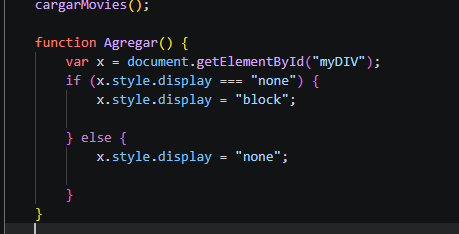 cargarMovies();
function Agregar() {
var x = document.getElementById("myDIV");
if (x.style.display === "none") {
x.style.display = "block";
} else {
x.style.display = "none";
}
}